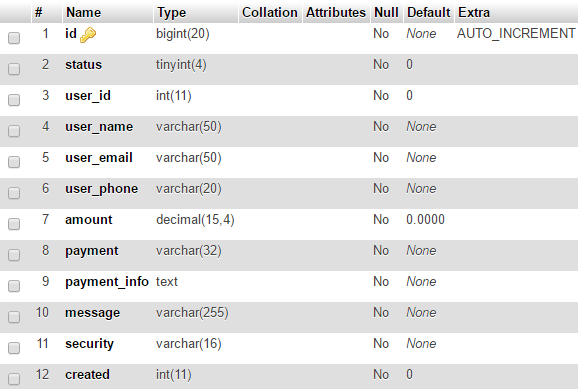 # Name Type Collation Attributes Null Default Extra
1 id bigint(20) No None AUTO_INCREMENT
2 status tinyint(4) No 0
3 user_id int(11) No 0
4 user_name varchar(50) No None
5 user_email varchar(50) No None
6 user_phone varchar(20) No None
7 amount decimal(15,4) No 0.0000
8 payment varchar(32) No None
9 payment_info text No None
10 message varchar(255) No None
11 security varchar(16) No None
12 created int(11) No 0